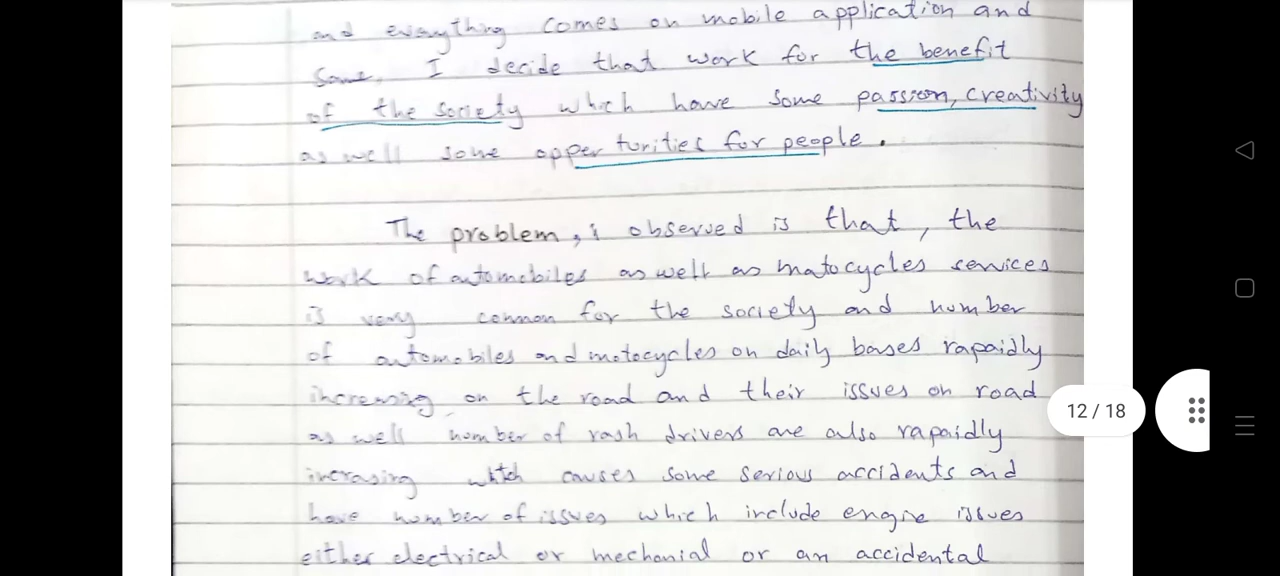 and everything comes on mobile application and
Some, I decide that work for the benefit
of the society which have some passion, creativity
as well some opper turities for people.
The problem, i observed is that, the
work of automobiles as well as matocycles services
is very common for the society and number
of automobiles and motocycles on daily bases rapaidly
increasing on the road and their issues on road
12 / 18
as well number of rash drivers are also rapaidly
incrasing which causes some serious accidents and
have number of issues which include engine issues
either electrical or mechanial or an accidental